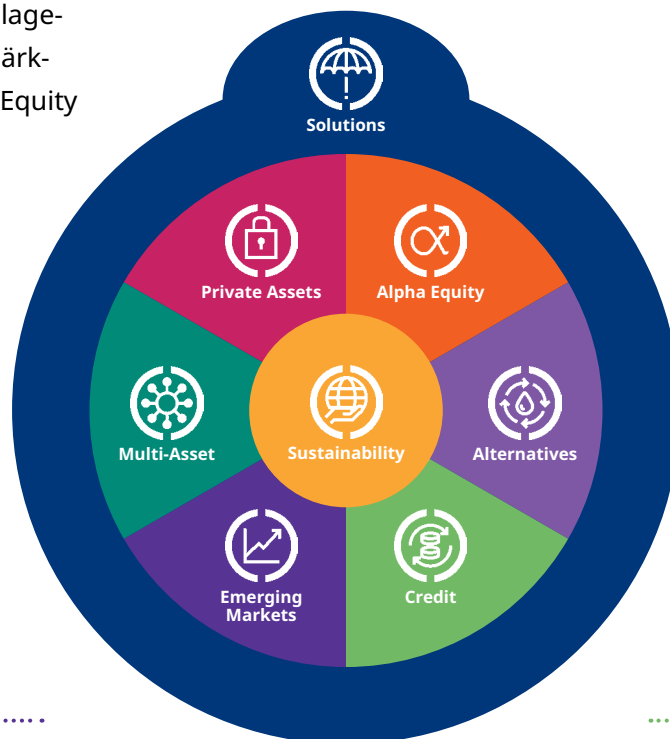 lage-
ärk-
Equity
Solutions
Private Assets
Alpha Equity
Multi-Asset
Sustainability
Alternatives
Emerging
Markets
Credit